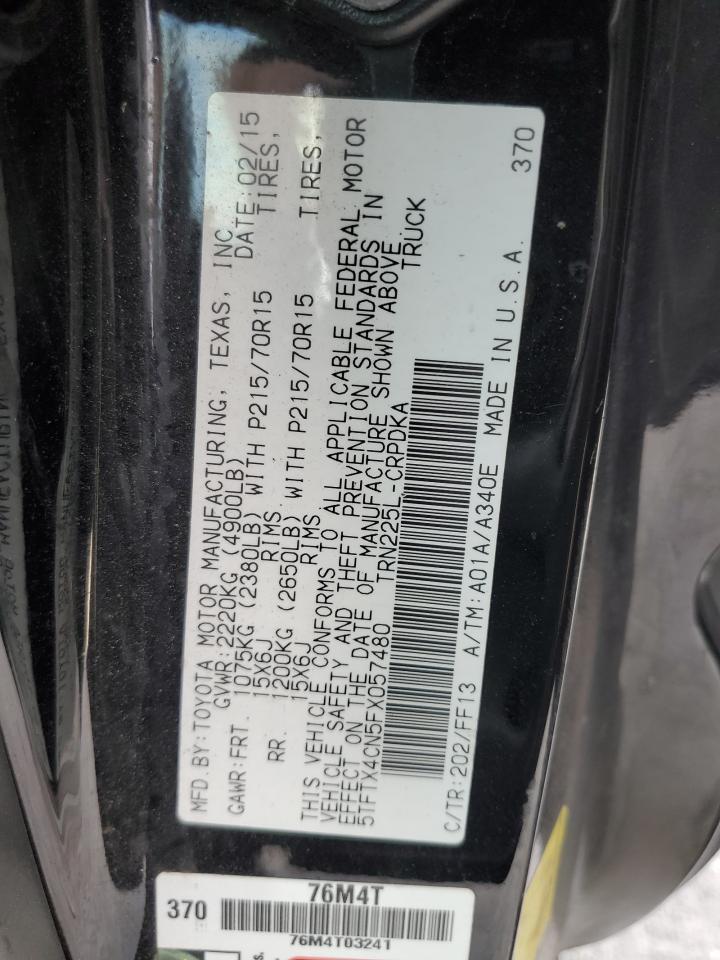 MFD.BY:TOYOTA MOTOR MANUFACTURING, TEXAS, INC.
GVWR:2220KG (4900LB) DATE:02/15
GAWR:FRT. 1075KG (2380LB) WITH P215/70R15 TIRES,
15X6J RIMS
RR. 1200KG (2650LB) WITH P215/70R15 TIRES,
15X6J RIMS
THIS VEHICLE CONFORMS TO ALL APPLICABLE FEDERAL MOTOR
VEHICLE SAFETY AND THEFT PREVENTION STANDARDS IN
EFFECT ON THE DATE OF MANUFACTURE SHOWN ABOVE
5TFTX4CN5FX057480 TRN225L-CRPDKA TRUCK
C/TR:202/FF13 A/TM:A01A/A340E MADE IN U.S.A. 370
76M4T
370
76M4T03241